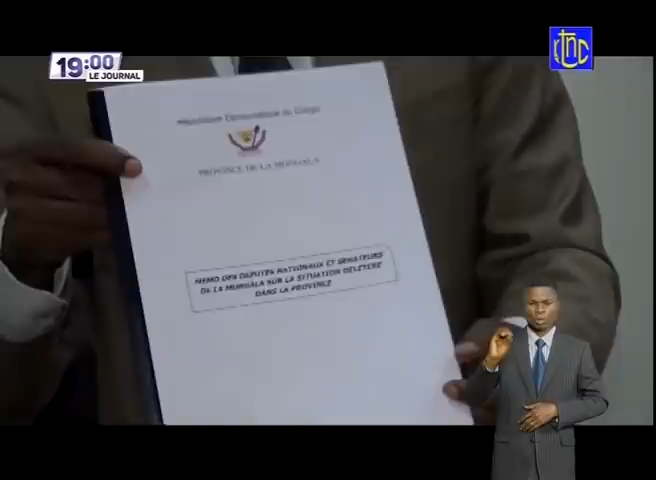 19:00
LE JOURNAL
rtnc
République Démocratique du Congo
PROVINCE DE LA MONGALA
MEMO DES DEPUTES NATIONAUX ET SENATEURS
DE LA MONGALA SUR LA SITUATION DELETERE
DANS LA PROVINCE